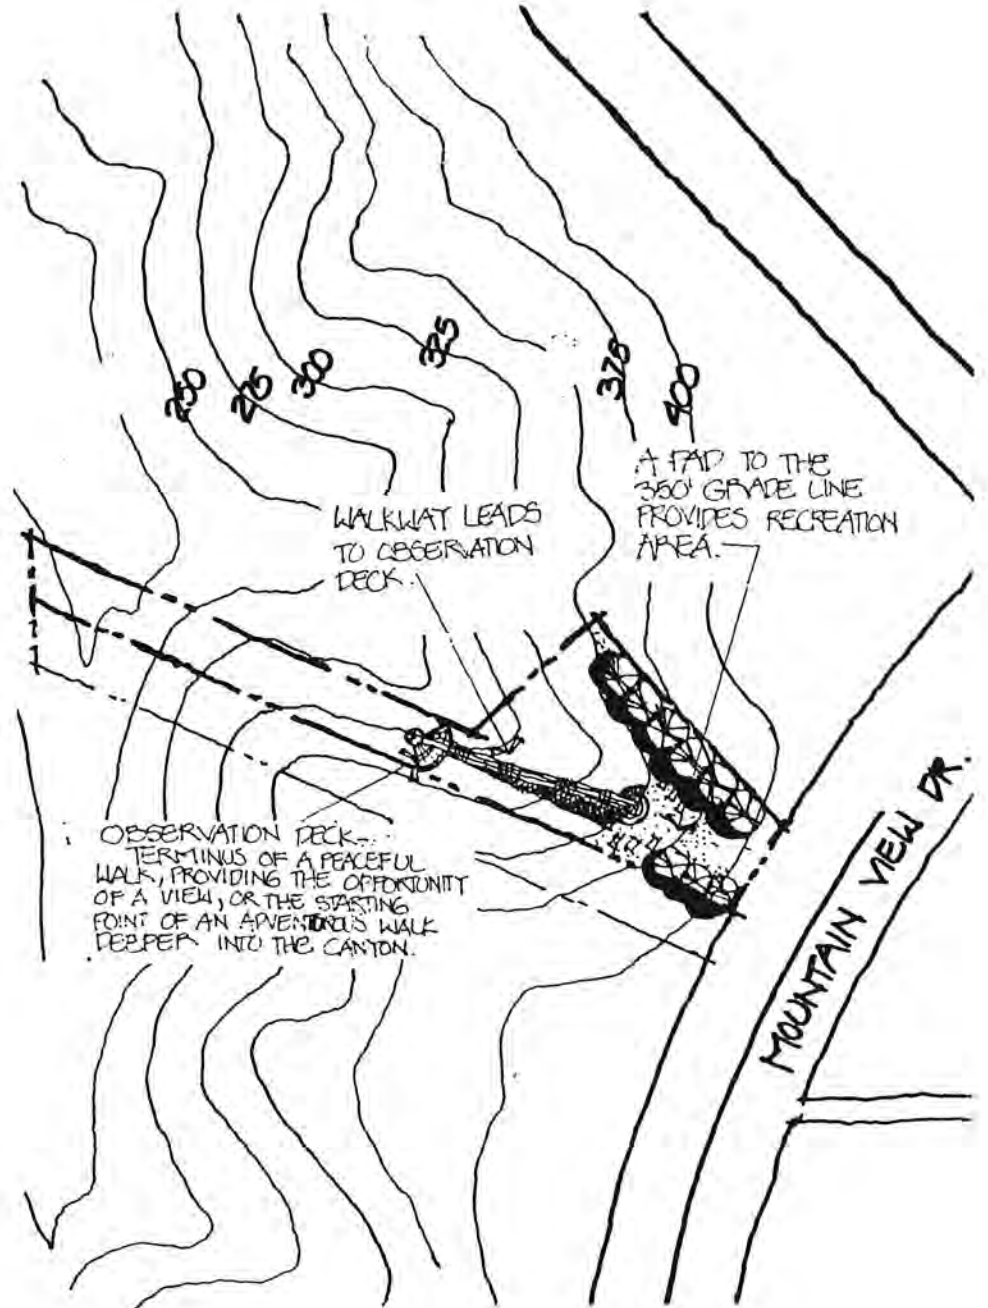 250
275
300
325
378
400
A PAD TO THE
350' GRADE LINE
PROVIDES RECREATION
AREA.
WALKWAY LEADS
TO OBSERVATION
DECK.
OBSERVATION DECK-
TERMINUS OF A PEACEFUL
WALK, PROVIDING THE OPPORTUNITY
OF A VIEW, OR THE STARTING
POINT OF AN ADVENTUROUS WALK
DEEPER INTO THE CANYON.
MOUNTAIN VIEW DR.